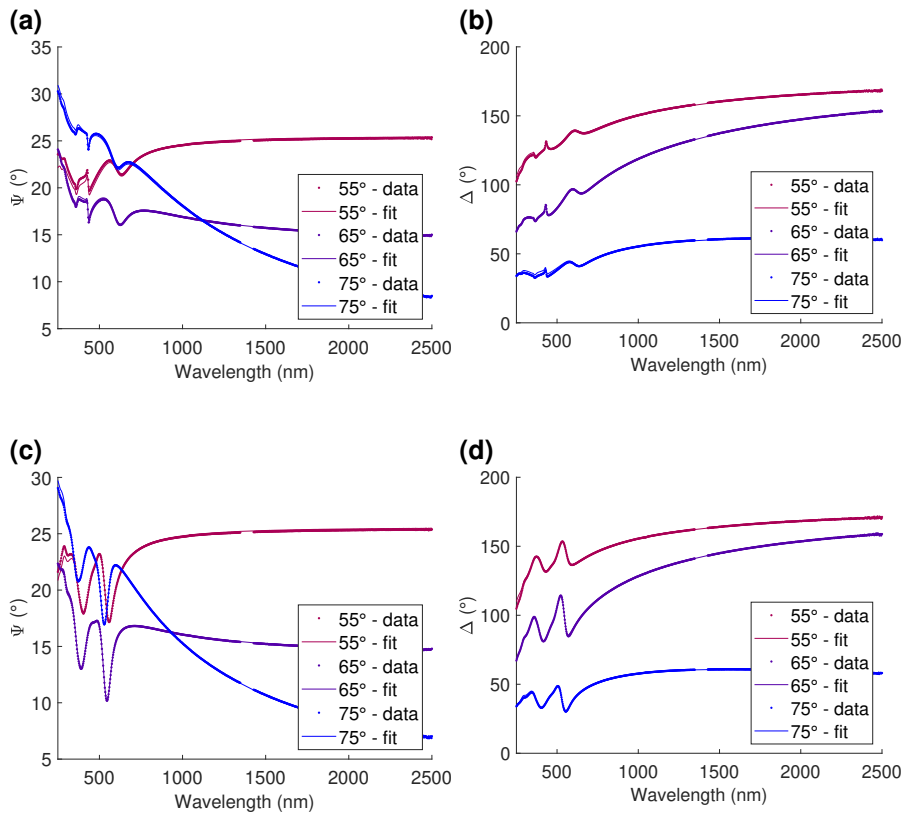 (a)
35
30
25
20
15
10
5
Ψ (°)
500 1000 1500 2000 2500
Wavelength (nm)
55° - data
55° - fit
65° - data
65° - fit
75° - data
75° - fit
(b)
200
150
100
50
0
Δ (°)
500 1000 1500 2000 2500
Wavelength (nm)
55° - data
55° - fit
65° - data
65° - fit
75° - data
75° - fit
(c)
30
25
20
15
10
5
Ψ (°)
500 1000 1500 2000 2500
Wavelength (nm)
55° - data
55° - fit
65° - data
65° - fit
75° - data
75° - fit
(d)
200
150
100
50
0
Δ (°)
500 1000 1500 2000 2500
Wavelength (nm)
55° - data
55° - fit
65° - data
65° - fit
75° - data
75° - fit